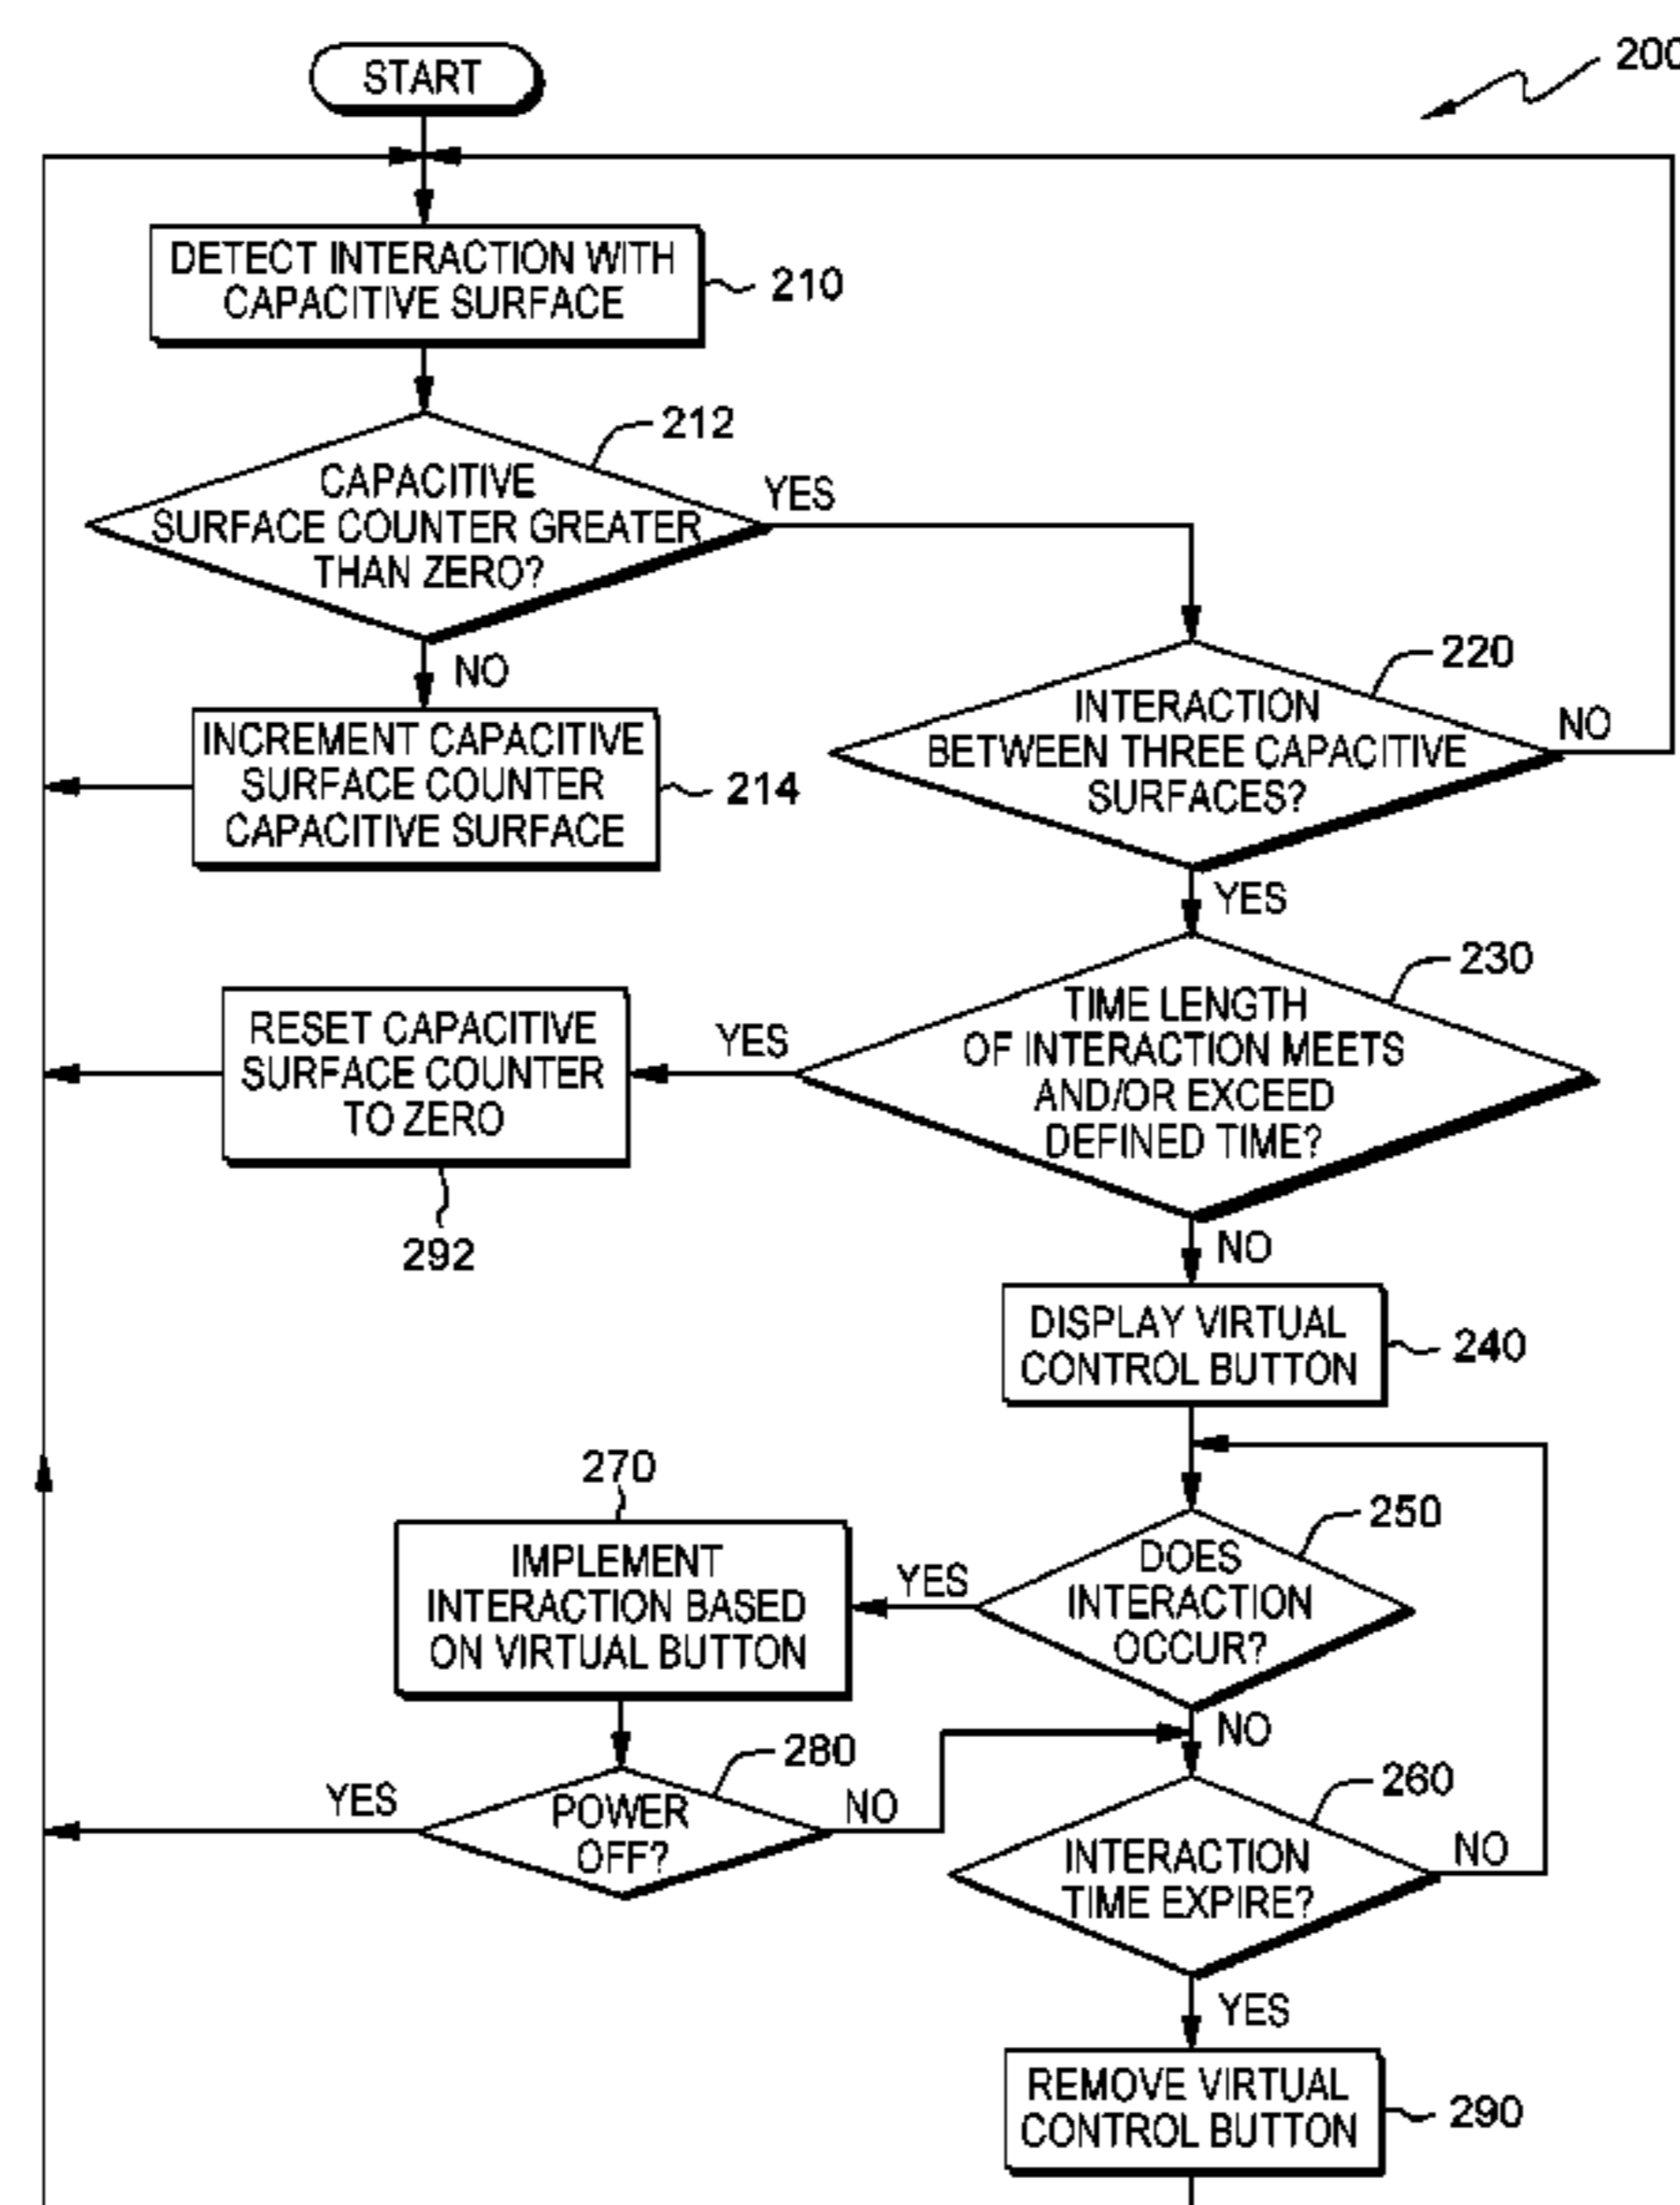 START
200
DETECT INTERACTION WITH
CAPACITIVE SURFACE
210
212
CAPACITIVE
SURFACE COUNTER GREATER
THAN ZERO?
YES
NO
INCREMENT CAPACITIVE
SURFACE COUNTER
CAPACITIVE SURFACE
214
220
INTERACTION
BETWEEN THREE CAPACITIVE
SURFACES?
NO
YES
230
TIME LENGTH
OF INTERACTION MEETS
AND/OR EXCEED
DEFINED TIME?
YES
RESET CAPACITIVE
SURFACE COUNTER
TO ZERO
292
NO
DISPLAY VIRTUAL
CONTROL BUTTON
240
250
DOES
INTERACTION
OCCUR?
YES
270
IMPLEMENT
INTERACTION BASED
ON VIRTUAL BUTTON
NO
280
POWER
OFF?
YES
NO
260
INTERACTION
TIME EXPIRE?
NO
YES
REMOVE VIRTUAL
CONTROL BUTTON
290